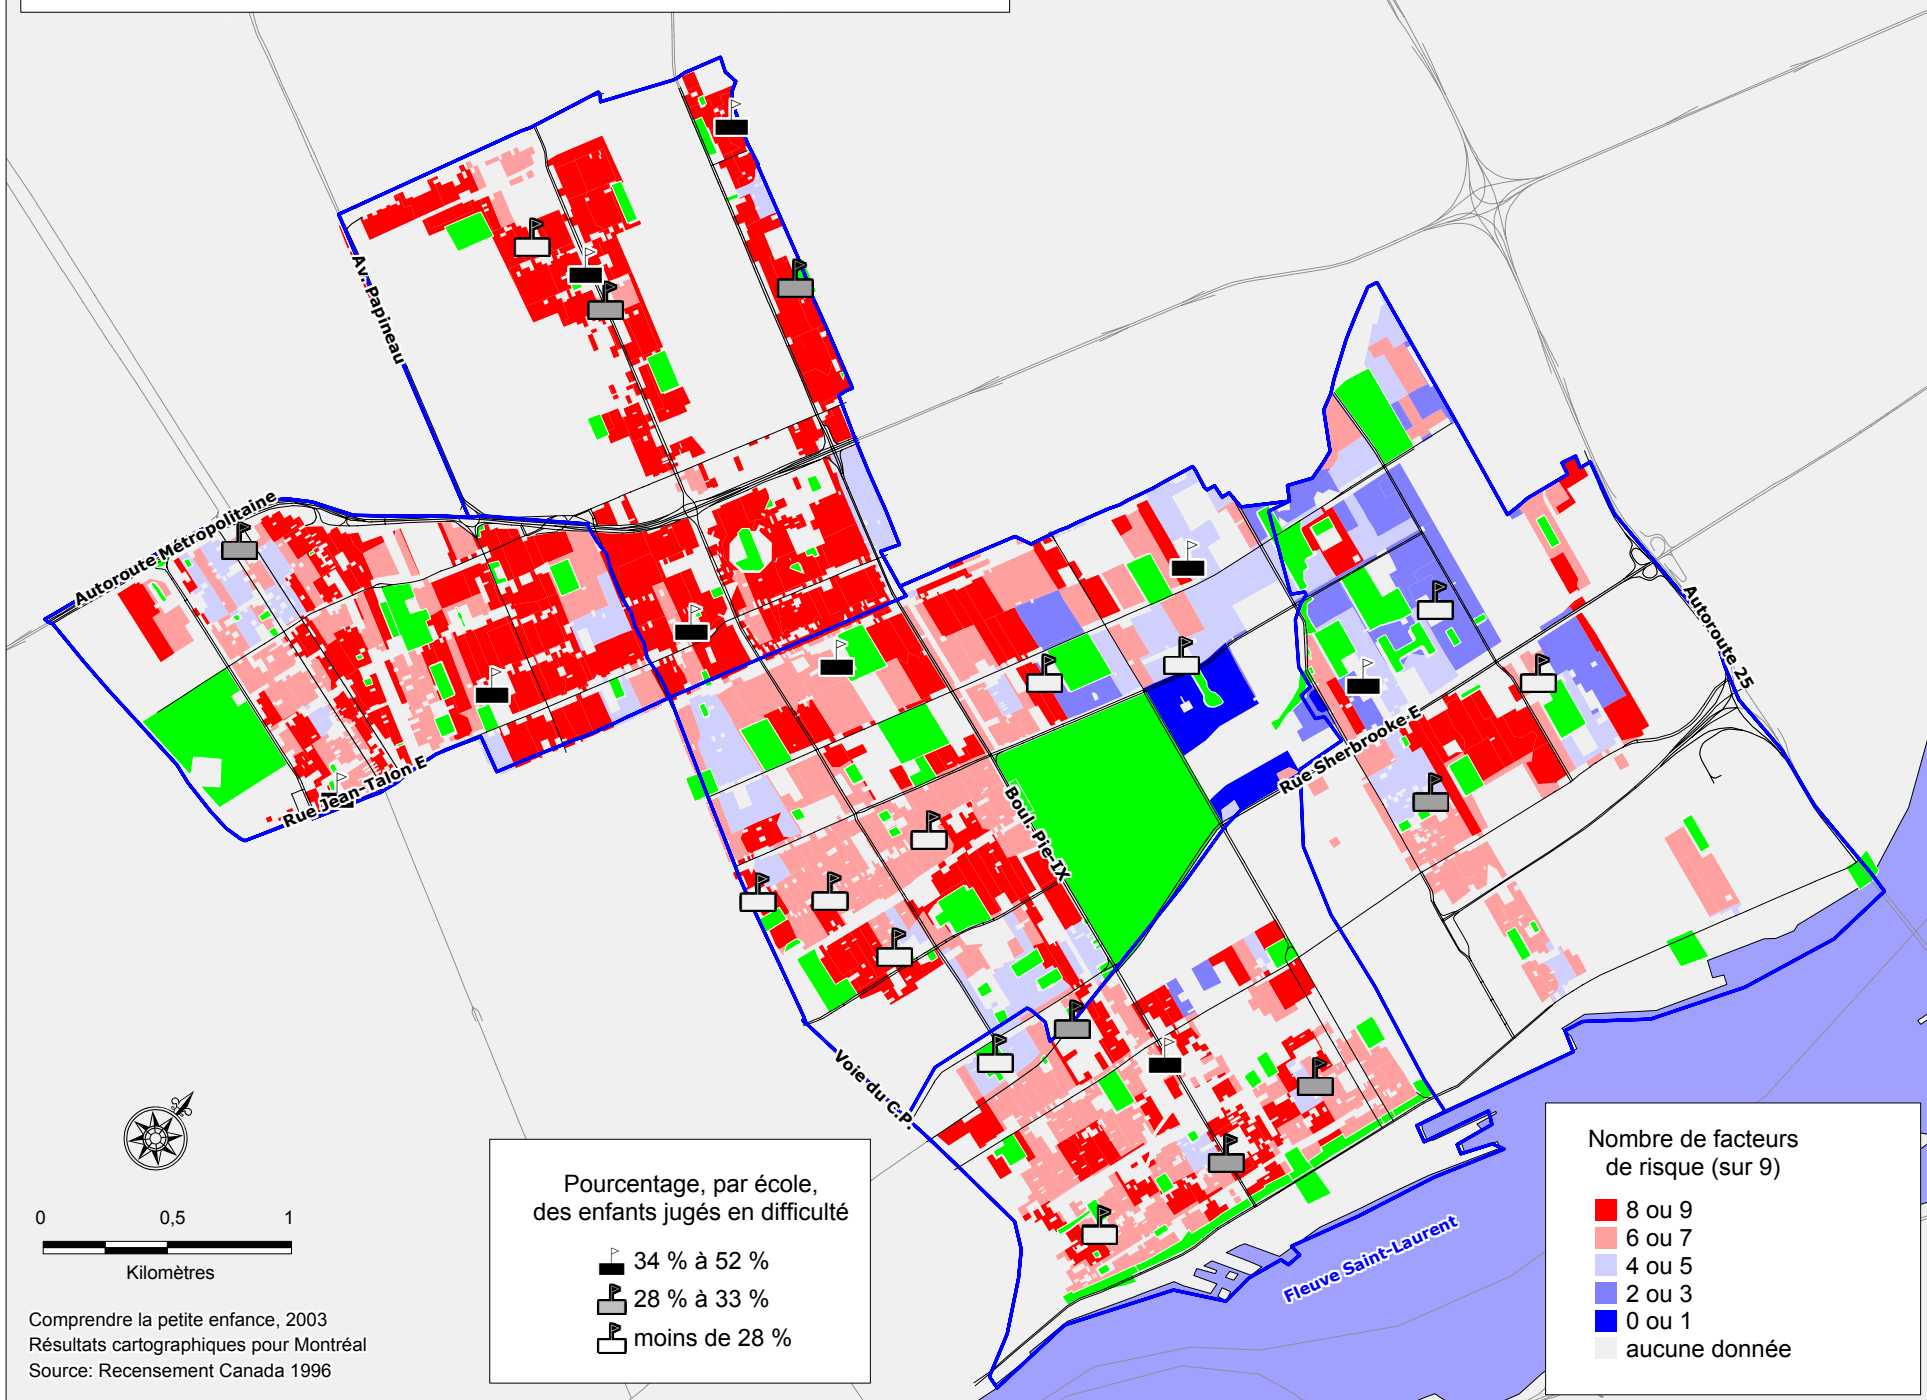 Av. Papineau
Autoroute Métropolitaine
Autoroute 25
Rue Jean-Talon E
Rue Sherbrooke E
Boul. Pie-IX
Voie du C.P.
Fleuve Saint-Laurent
0 0,5 1
Kilomètres
Comprendre la petite enfance, 2003
Résultats cartographiques pour Montréal
Source: Recensement Canada 1996
Pourcentage, par école,
des enfants jugés en difficulté
34 % à 52 %
28 % à 33 %
moins de 28 %
Nombre de facteurs
de risque (sur 9)
8 ou 9
6 ou 7
4 ou 5
2 ou 3
0 ou 1
aucune donnée